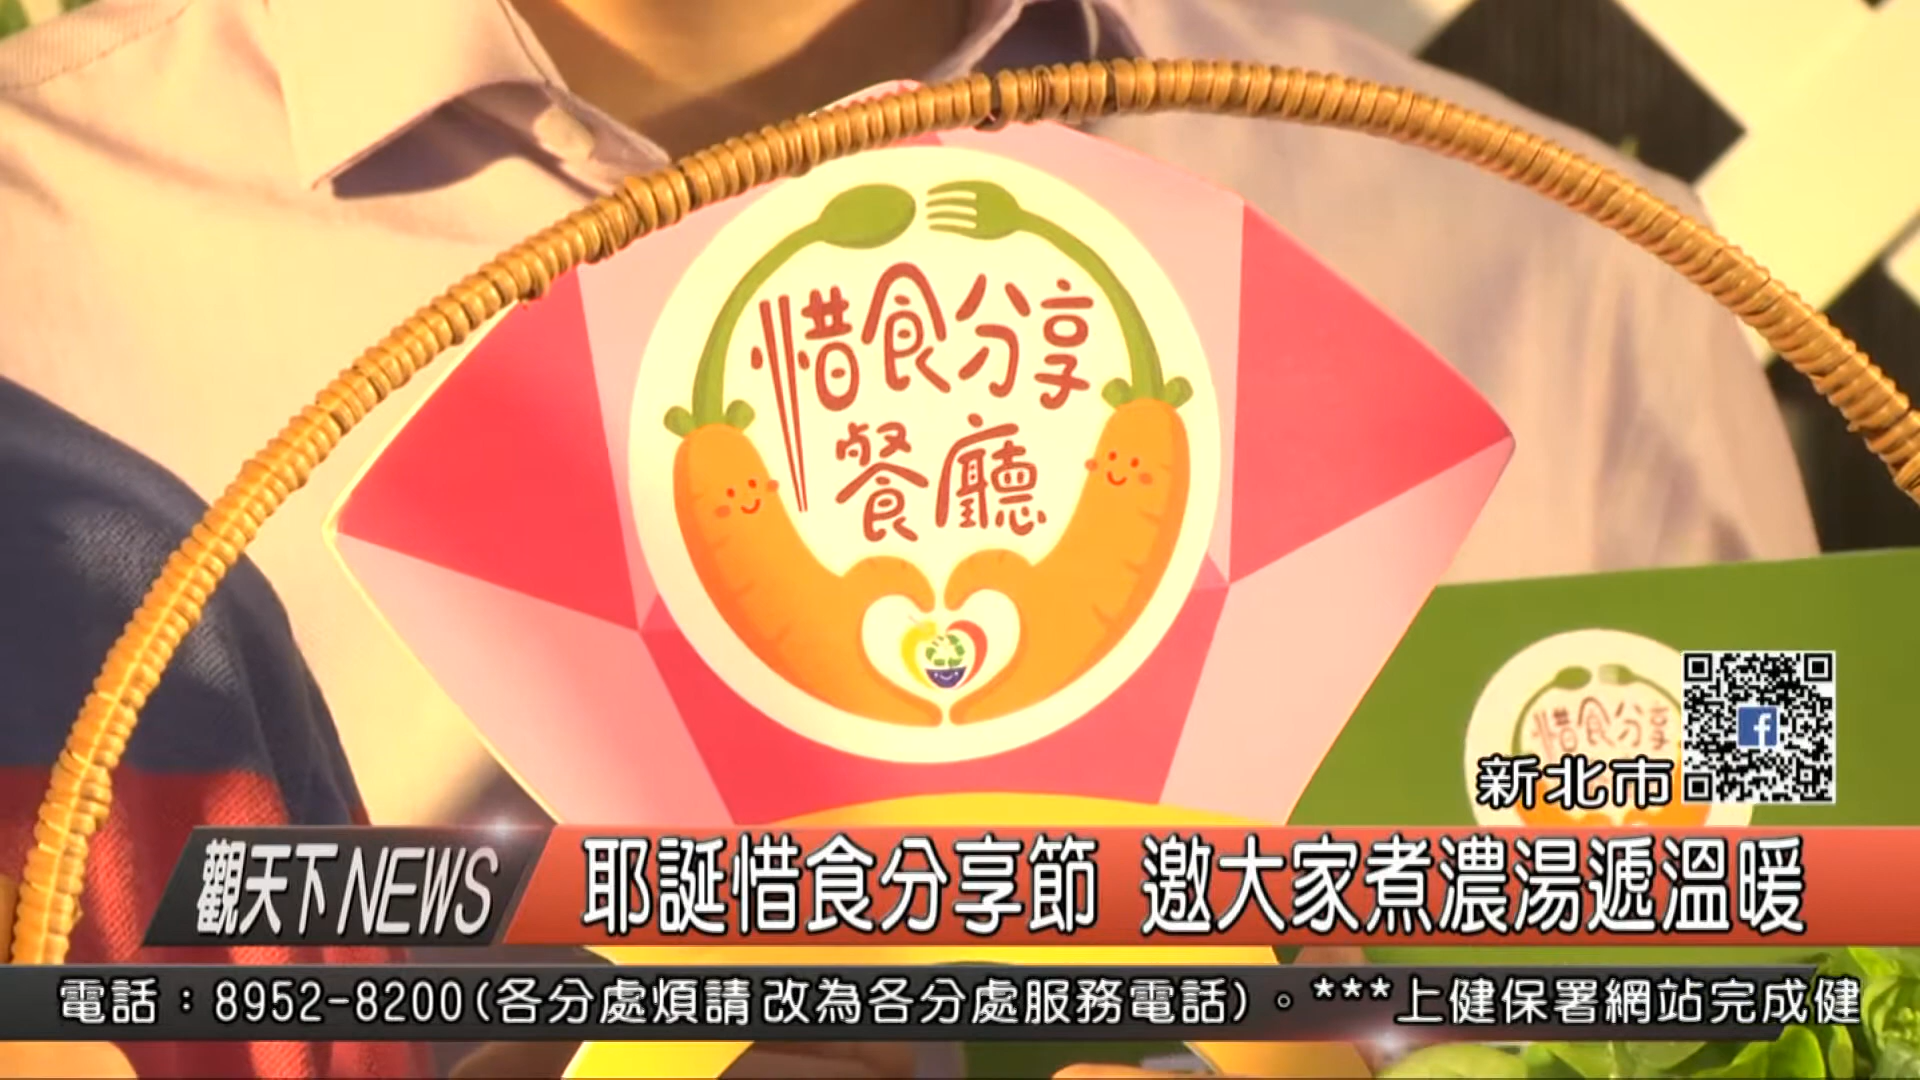 惜食分享
餐廳
惜食分享
新北市
觀天下NEWS
耶誕惜食分享節 邀大家煮濃湯遞溫暖
電話：8952-8200(各分處煩請改為各分處服務電話)。***上健保署網站完成健